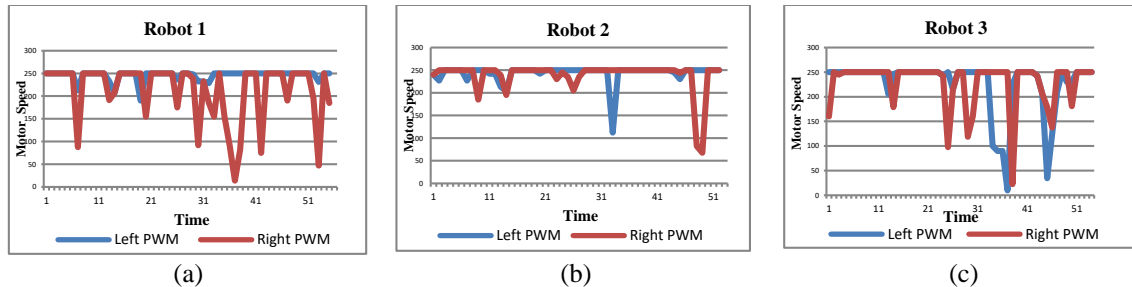 Robot 1
300
250
200
150
100
50
0
Motor Speed
1 11 21 31 41 51
Time
Left PWM Right PWM
(a)
Robot 2
300
250
200
150
100
50
0
Motor Speed
1 11 21 31 41 51
Time
Left PWM Right PWM
(b)
Robot 3
300
250
200
150
100
50
0
Motor Speed
1 11 21 31 41 51
Time
Left PWM Right PWM
(c)